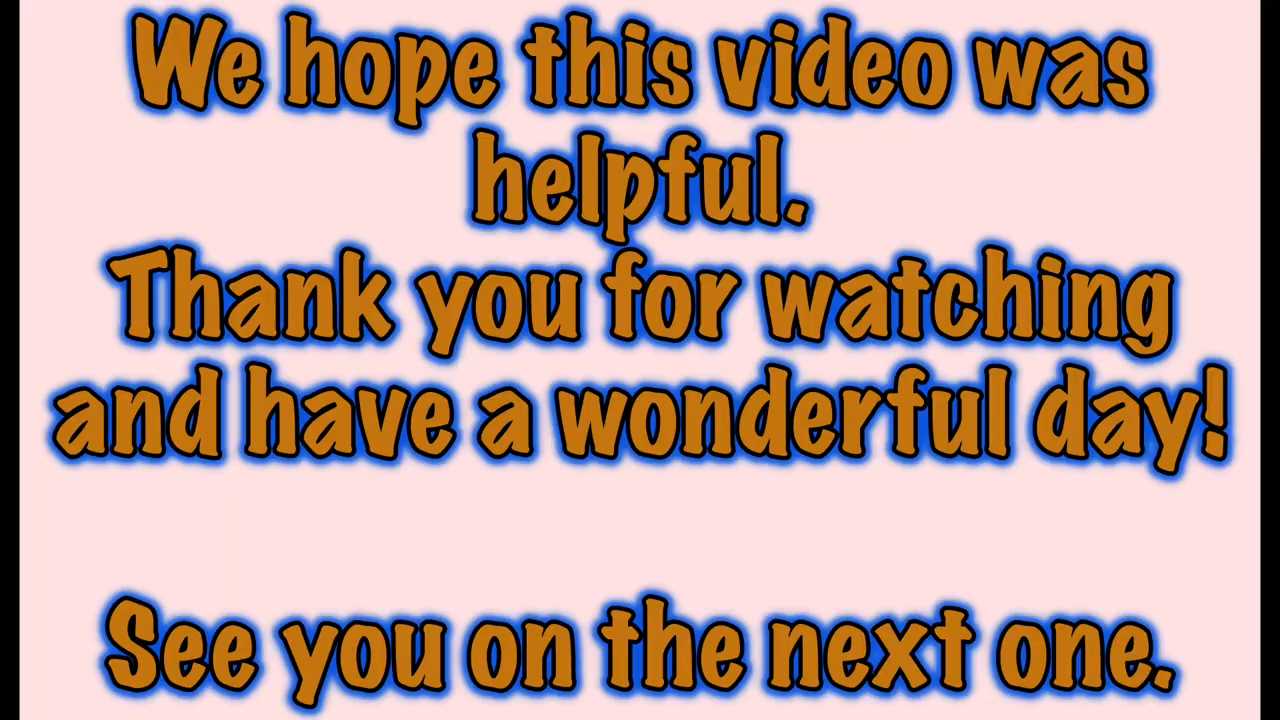 We hope this video was
helpful.
Thank you for watching
and have a wonderful day!
See you on the next one.